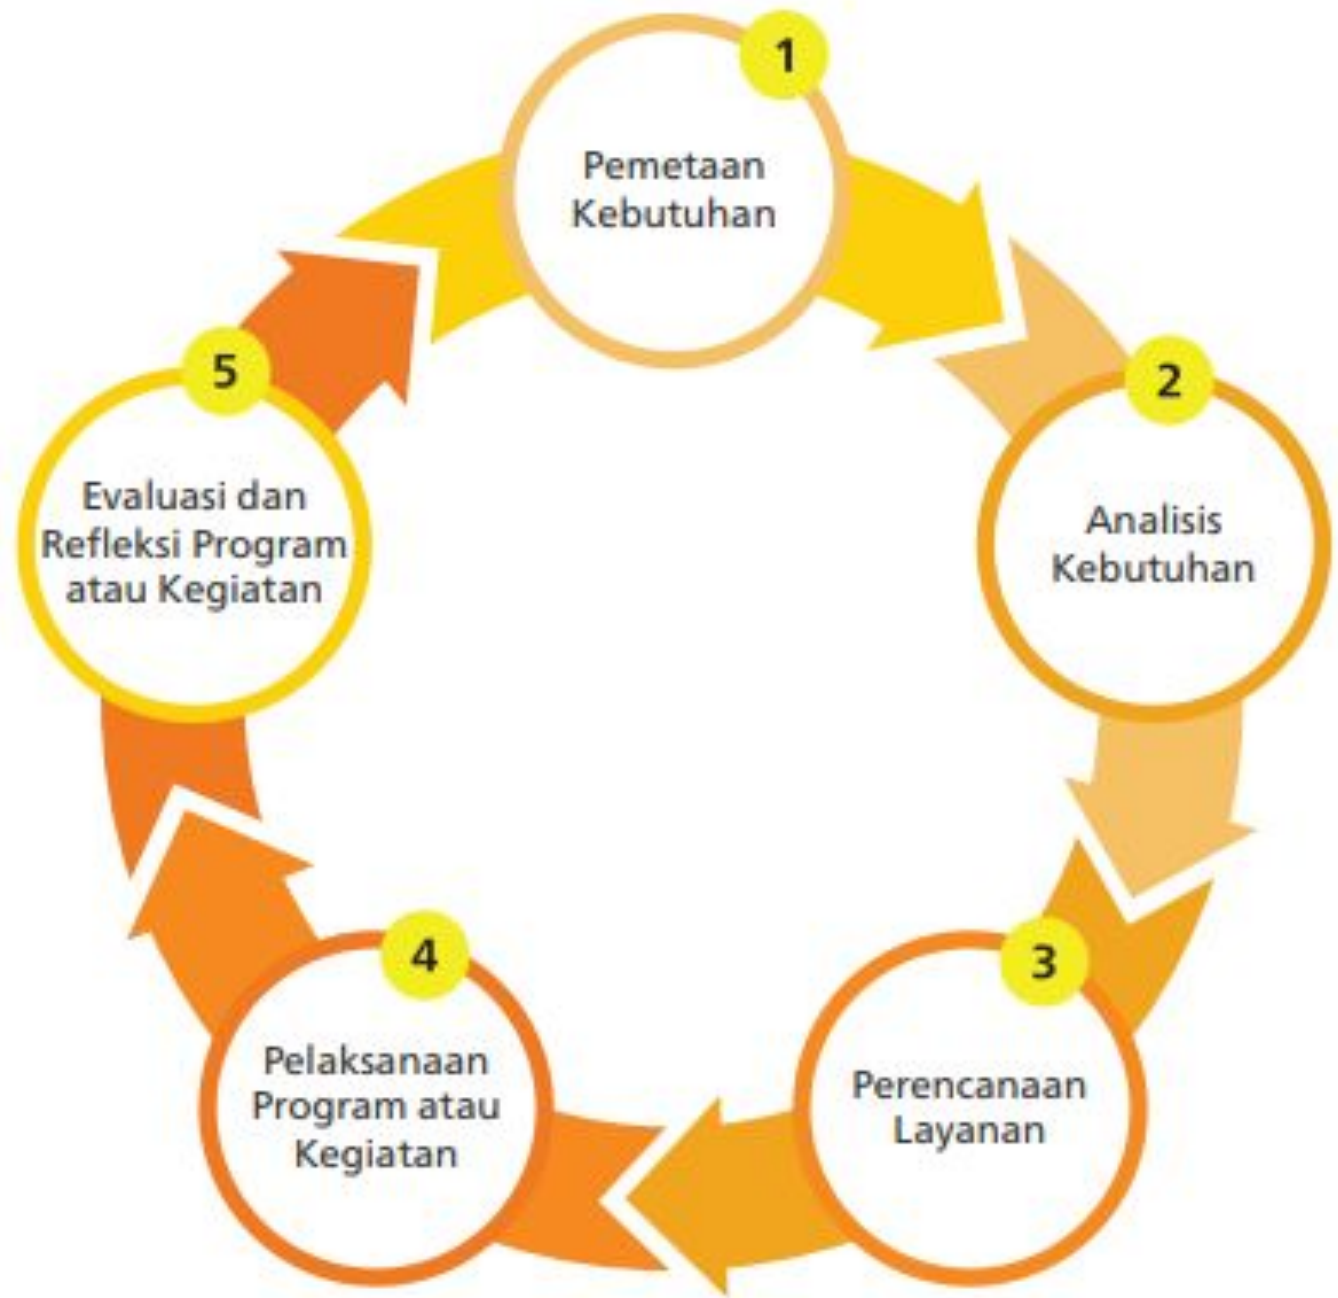 1
Pemetaan
Kebutuhan
2
Analisis
Kebutuhan
3
Perencanaan
Layanan
4
Pelaksanaan
Program atau
Kegiatan
5
Evaluasi dan
Refleksi Program
atau Kegiatan